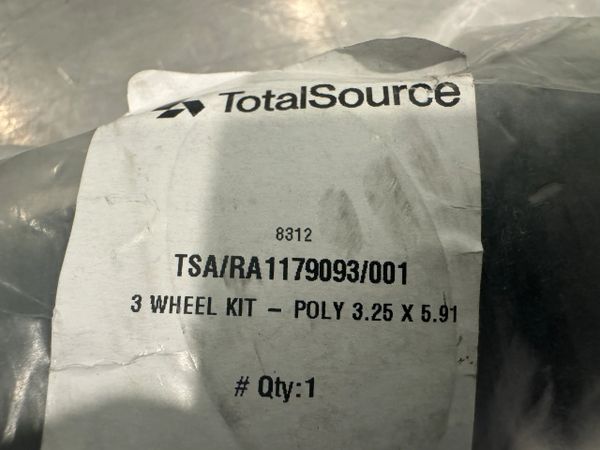 TotalSource
8312
TSA/RA1179093/001
3 WHEEL KIT – POLY 3.25 X 5.91
# Qty:1